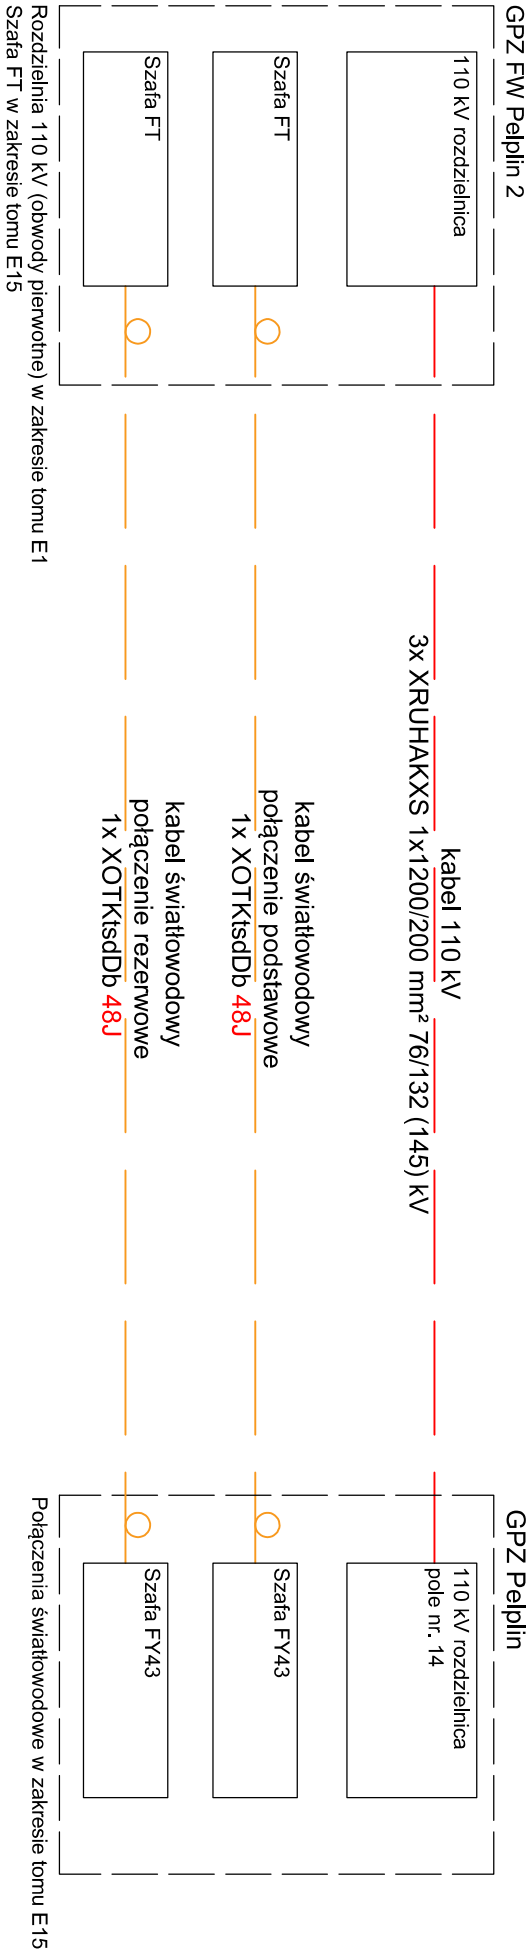 GPZ FW Pelplin 2
110 kV rozdzielnica
Szafa FT
Szafa FT
Rozdzielnia 110 kV (obwody pierwotne) w zakresie tomu E1
Szafa FT w zakresie tomu E15
kabel 110 kV
3x XRUHAKXS 1x1200/200 mm² 76/132 (145) kV
kabel światłowodowy
połączenie podstawowe
1x XOTKtsdDb 48J
kabel światłowodowy
połączenie rezerwowe
1x XOTKtsdDb 48J
GPZ Pelplin
110 kV rozdzielnica
pole nr. 14
Szafa FY43
Szafa FY43
Połączenia światłowodowe w zakresie tomu E15